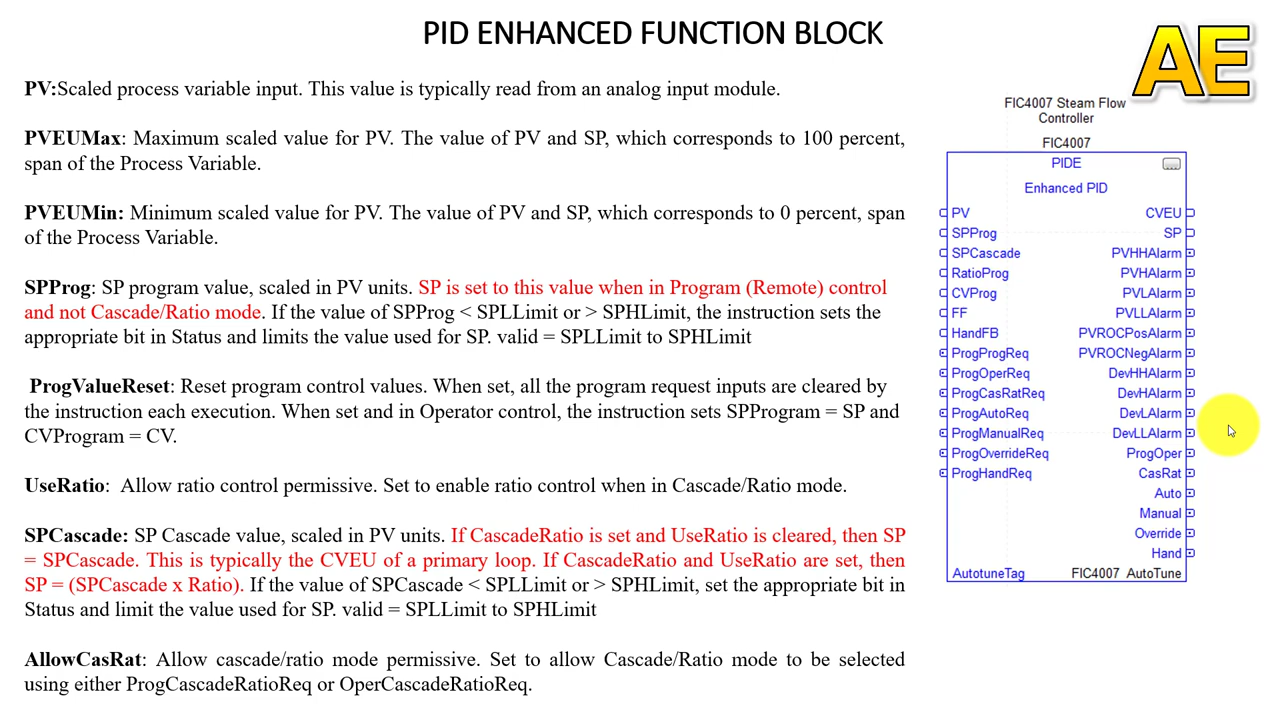 PID ENHANCED FUNCTION BLOCK
AE
PV:Scaled process variable input. This value is typically read from an analog input module.
PVEUMax: Maximum scaled value for PV. The value of PV and SP, which corresponds to 100 percent,
span of the Process Variable.
PVEUMin: Minimum scaled value for PV. The value of PV and SP, which corresponds to 0 percent, span
of the Process Variable.
SPProg: SP program value, scaled in PV units. SP is set to this value when in Program (Remote) control
and not Cascade/Ratio mode. If the value of SPProg < SPLLimit or > SPHLimit, the instruction sets the
appropriate bit in Status and limits the value used for SP. valid = SPLLimit to SPHLimit
ProgValueReset: Reset program control values. When set, all the program request inputs are cleared by
the instruction each execution. When set and in Operator control, the instruction sets SPProgram = SP and
CVProgram = CV.
UseRatio: Allow ratio control permissive. Set to enable ratio control when in Cascade/Ratio mode.
SPCascade: SP Cascade value, scaled in PV units. If CascadeRatio is set and UseRatio is cleared, then SP
= SPCascade. This is typically the CVEU of a primary loop. If CascadeRatio and UseRatio are set, then
SP = (SPCascade x Ratio). If the value of SPCascade < SPLLimit or > SPHLimit, set the appropriate bit in
Status and limit the value used for SP. valid = SPLLimit to SPHLimit
AllowCasRat: Allow cascade/ratio mode permissive. Set to allow Cascade/Ratio mode to be selected
using either ProgCascadeRatioReq or OperCascadeRatioReq.
FIC4007 Steam Flow
Controller
FIC4007
PIDE
...
Enhanced PID
PV CVEU
SPProg SP
SPCascade PVHHAlarm
RatioProg PVHAlarm
CVProg PVLAlarm
FF PVLLAlarm
HandFB PVROCPosAlarm
ProgProgReq PVROCNegAlarm
ProgOperReq DevHHAlarm
ProgCasRatReq DevHAlarm
ProgAutoReq DevLAlarm
ProgManualReq DevLLAlarm
ProgOverrideReq ProgOper
ProgHandReq CasRat
Auto
Manual
Override
Hand
AutotuneTag FIC4007_AutoTune